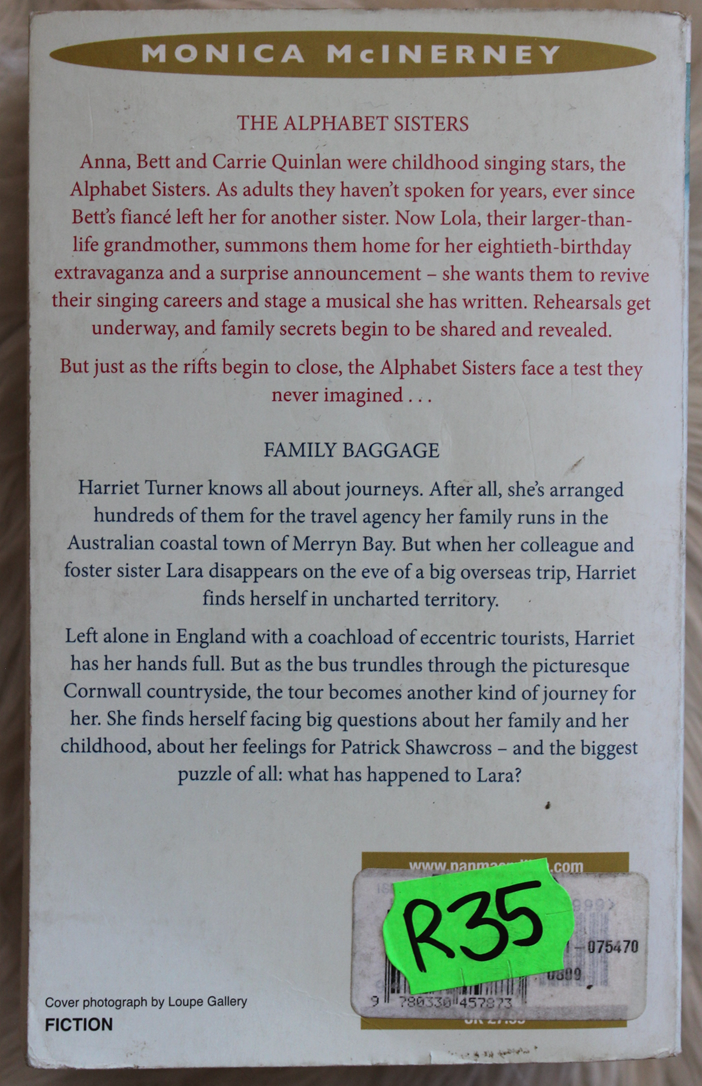 MONICA McINERNEY
THE ALPHABET SISTERS
Anna, Bett and Carrie Quinlan were childhood singing stars, the
Alphabet Sisters. As adults they haven't spoken for years, ever since
Bett's fiancé left her for another sister. Now Lola, their larger-than-
life grandmother, summons them home for her eightieth-birthday
extravaganza and a surprise announcement – she wants them to revive
their singing careers and stage a musical she has written. Rehearsals get
underway, and family secrets begin to be shared and revealed.
But just as the rifts begin to close, the Alphabet Sisters face a test they
never imagined . . .
FAMILY BAGGAGE
Harriet Turner knows all about journeys. After all, she's arranged
hundreds of them for the travel agency her family runs in the
Australian coastal town of Merryn Bay. But when her colleague and
foster sister Lara disappears on the eve of a big overseas trip, Harriet
finds herself in uncharted territory.
Left alone in England with a coachload of eccentric tourists, Harriet
has her hands full. But as the bus trundles through the picturesque
Cornwall countryside, the tour becomes another kind of journey for
her. She finds herself facing big questions about her family and her
childhood, about her feelings for Patrick Shawcross – and the biggest
puzzle of all: what has happened to Lara?
R35
-075470
0809
9 780330 457873
Cover photograph by Loupe Gallery
FICTION